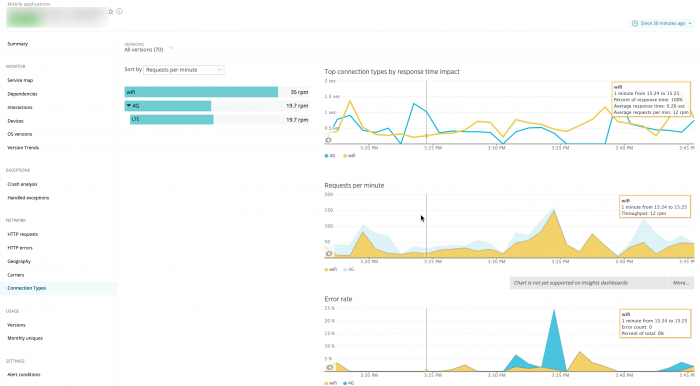 Mobile applications
Since 30 minutes ago
Summary
MONITOR
Service map
Dependencies
Interactions
Devices
OS versions
Version Trends
EXCEPTIONS
Crash analysis
Handled exceptions
NETWORK
HTTP requests
HTTP errors
Geography
Carriers
Connection Types
USAGE
Versions
Monthly uniques
SETTINGS
Alert conditions
VERSIONS
All versions (70)
Sort by Requests per minute
wifi 35 rpm
4G 19.7 rpm
LTE 19.7 rpm
Top connection types by response time impact
2 sec
1.5 sec
1 sec
0.5 sec
3:20 PM 3:25 PM 3:30 PM 3:35 PM 3:40 PM 3:45 P
4G wifi
wifi
1 minute from 15:24 to 15:25
Percent of response time: 100%
Average response time: 0.26 sec
Average requests per min: 12 rpm
Requests per minute
200
150
100
50
3:20 PM 3:25 PM 3:30 PM 3:35 PM 3:40 PM 3:45 P
wifi 4G
wifi
1 minute from 15:24 to 15:25
Throughput: 12 rpm
Chart is not yet supported on Insights dashboards More...
Error rate
25 %
20 %
15 %
10 %
5 %
3:20 PM 3:25 PM 3:30 PM 3:35 PM 3:40 PM 3:45 P
wifi 4G
wifi
1 minute from 15:24 to 15:25
Error count: 0
Percent of total: 0%